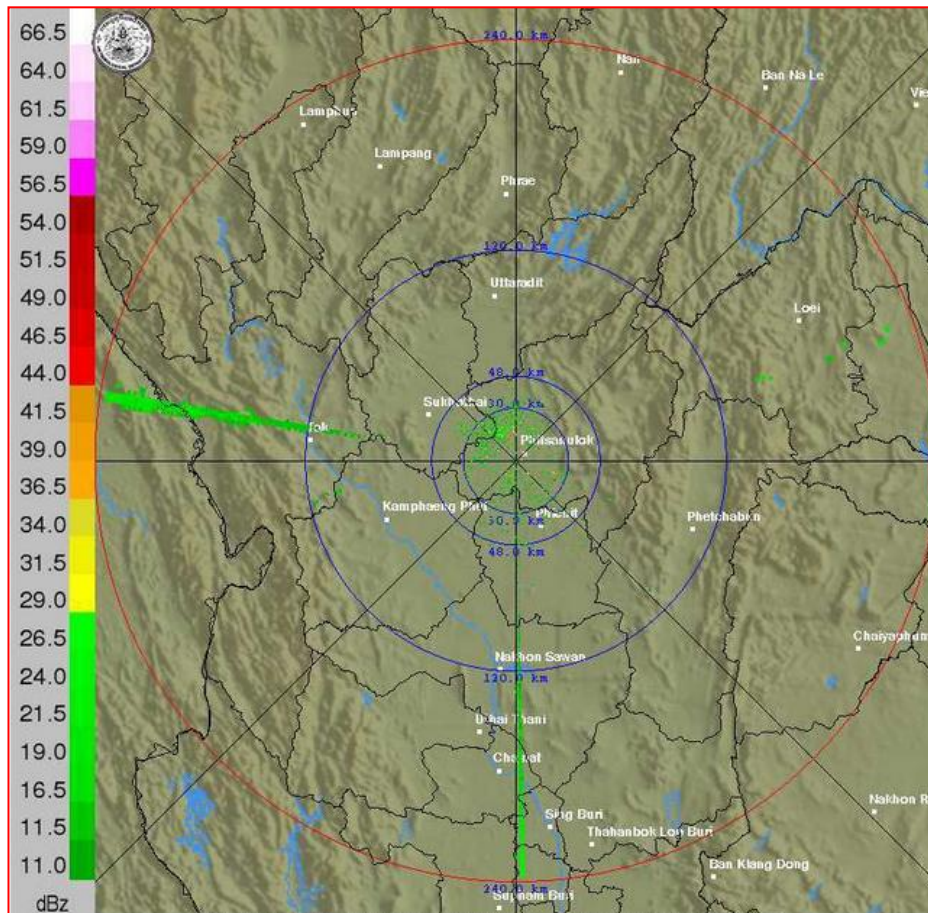 66.5
64.0
61.5
59.0
56.5
54.0
51.5
49.0
46.5
44.0
41.5
39.0
36.5
34.0
29.0
26.5
24.0
21.5
19.0
16.5
11.5
11.0
dBz
240.0 km
Nan
Ban Na Le
Vie
Lamphun
Lampang
Phrae
120.0 km
Uttaradit
Loei
48.0 km
30.0 km
Sukhothai
Tak
Phitsanulok
Kamphaeng Phet
Phichit
30.0 km
48.0 km
Phetchabun
Chaiyaphum
Nakhon Sawan
120.0 km
Uthai Thani
Chainat
Sing Buri
Thahanbok Lop Buri
Nakhon R
Ban Klang Dong
240.0 km
Suphan Buri